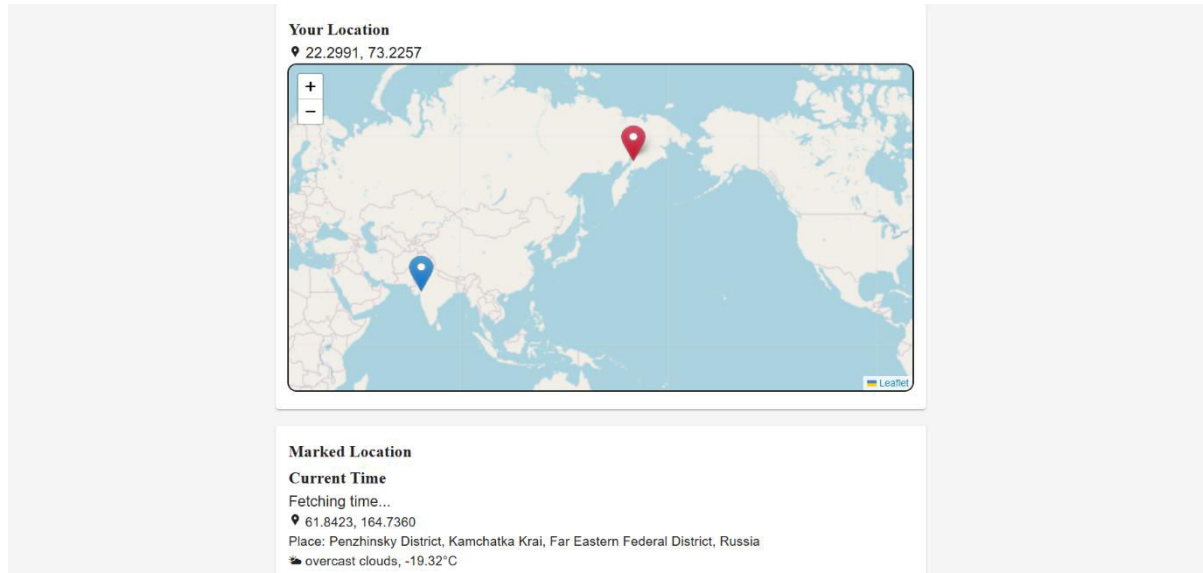 Your Location
22.2991, 73.2257
+
−
Leaflet
Marked Location
Current Time
Fetching time...
61.8423, 164.7360
Place: Penzhinsky District, Kamchatka Krai, Far Eastern Federal District, Russia
overcast clouds, -19.32°C